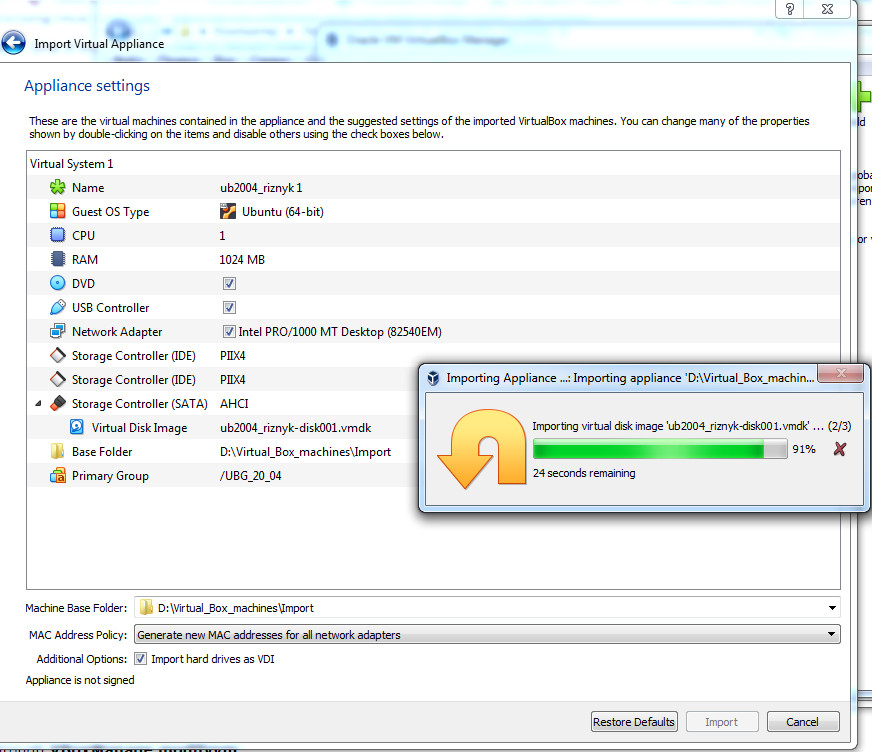 ?
Import Virtual Appliance
Oracle VM VirtualBox Manager
Appliance settings
These are the virtual machines contained in the appliance and the suggested settings of the imported VirtualBox machines. You can change many of the properties
shown by double-clicking on the items and disable others using the check boxes below.
Virtual System 1
Name ub2004_riznyk 1
Guest OS Type Ubuntu (64-bit)
CPU 1
RAM 1024 MB
DVD
USB Controller
Network Adapter Intel PRO/1000 MT Desktop (82540EM)
Storage Controller (IDE) PIIX4
Storage Controller (IDE) PIIX4
Storage Controller (SATA) AHCI
Virtual Disk Image ub2004_riznyk-disk001.vmdk
Base Folder D:\Virtual_Box_machines\Import
Primary Group /UBG_20_04
Importing Appliance ...: Importing appliance 'D:\Virtual_Box_machin...
Importing virtual disk image 'ub2004_riznyk-disk001.vmdk' ... (2/3)
91%
24 seconds remaining
Machine Base Folder: D:\Virtual_Box_machines\Import
MAC Address Policy: Generate new MAC addresses for all network adapters
Additional Options: Import hard drives as VDI
Appliance is not signed
Restore Defaults Import Cancel